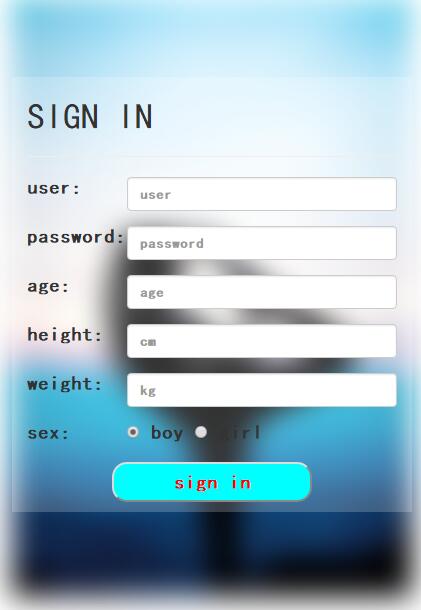 SIGN IN
user: user
password: password
age: age
height: cm
weight: kg
sex: boy girl
sign in